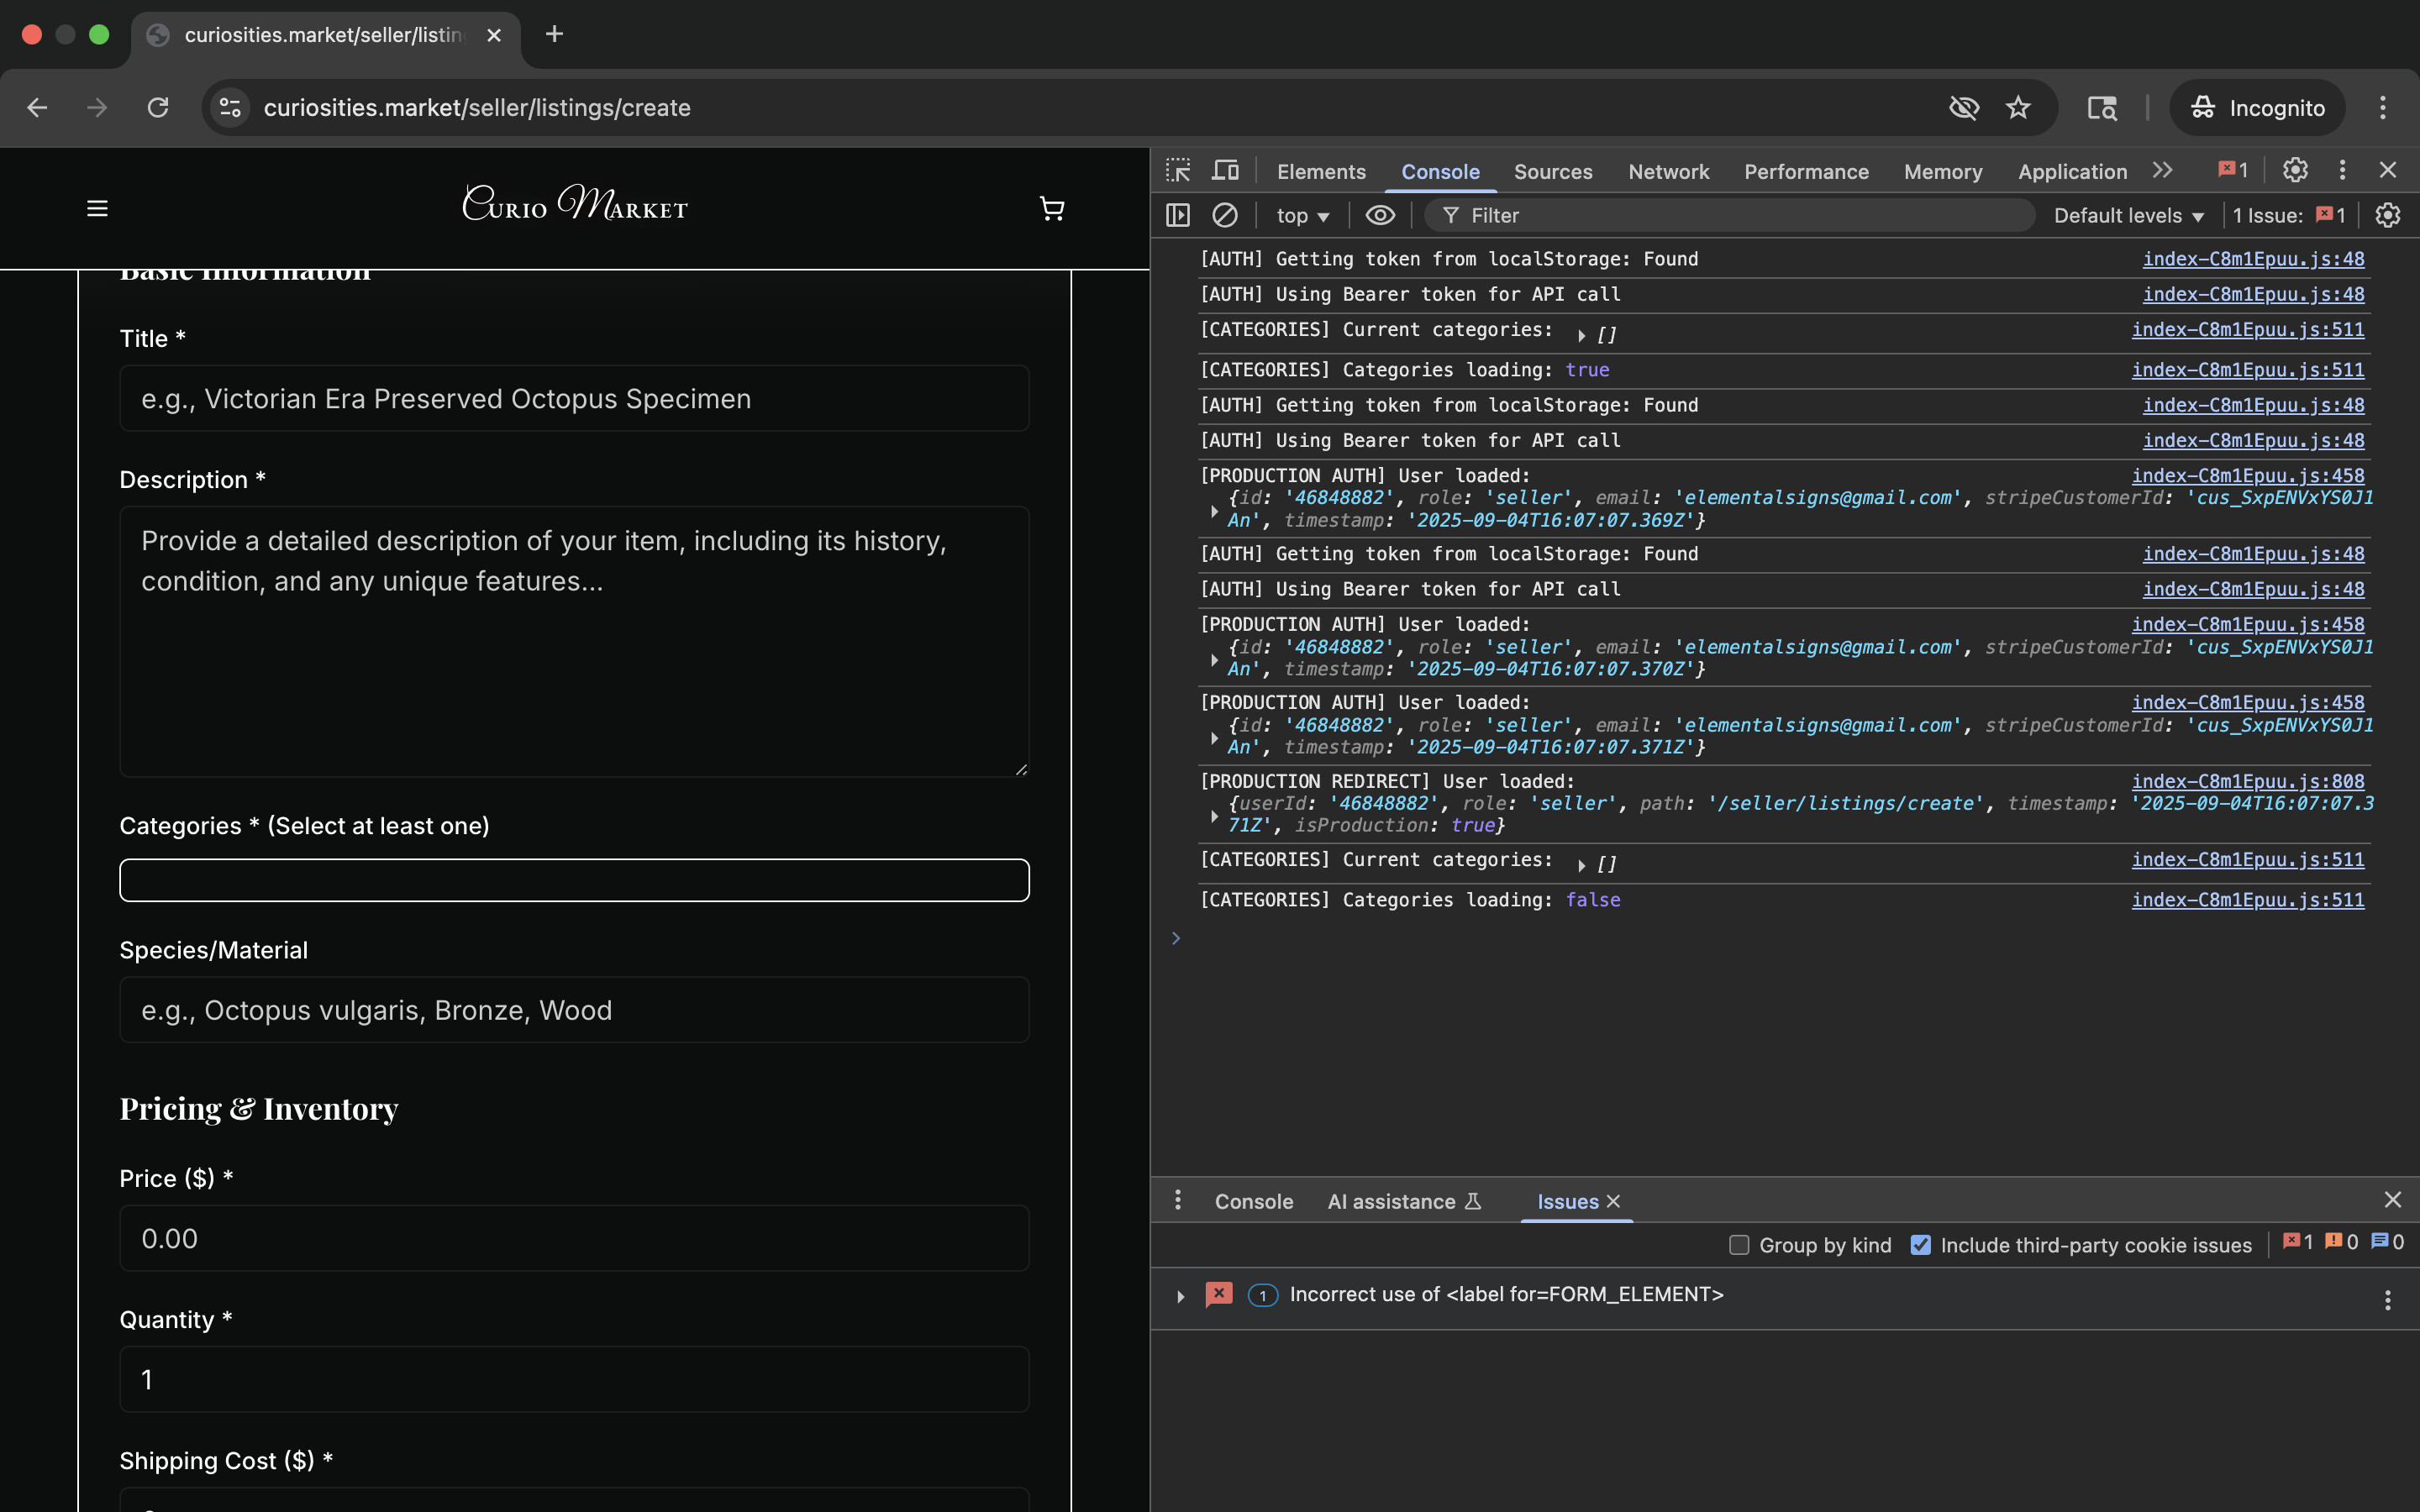 curiosities.market/seller/listin
curiosities.market/seller/listings/create
Incognito
Curio Market
Basic Information
Title *
e.g., Victorian Era Preserved Octopus Specimen
Description *
Provide a detailed description of your item, including its history,
condition, and any unique features...
Categories * (Select at least one)
Species/Material
e.g., Octopus vulgaris, Bronze, Wood
Pricing & Inventory
Price ($) *
0.00
Quantity *
1
Shipping Cost ($) *
Elements Console Sources Network Performance Memory Application 1
top Filter Default levels 1 Issue: 1
[AUTH] Getting token from localStorage: Found index-C8m1Epuu.js:48
[AUTH] Using Bearer token for API call index-C8m1Epuu.js:48
[CATEGORIES] Current categories: [] index-C8m1Epuu.js:511
[CATEGORIES] Categories loading: true index-C8m1Epuu.js:511
[AUTH] Getting token from localStorage: Found index-C8m1Epuu.js:48
[AUTH] Using Bearer token for API call index-C8m1Epuu.js:48
[PRODUCTION AUTH] User loaded: index-C8m1Epuu.js:458
{id: '46848882', role: 'seller', email: 'elementalsigns@gmail.com', stripeCustomerId: 'cus_SxpENVxYS0J1
An', timestamp: '2025-09-04T16:07:07.369Z'}
[AUTH] Getting token from localStorage: Found index-C8m1Epuu.js:48
[AUTH] Using Bearer token for API call index-C8m1Epuu.js:48
[PRODUCTION AUTH] User loaded: index-C8m1Epuu.js:458
{id: '46848882', role: 'seller', email: 'elementalsigns@gmail.com', stripeCustomerId: 'cus_SxpENVxYS0J1
An', timestamp: '2025-09-04T16:07:07.370Z'}
[PRODUCTION AUTH] User loaded: index-C8m1Epuu.js:458
{id: '46848882', role: 'seller', email: 'elementalsigns@gmail.com', stripeCustomerId: 'cus_SxpENVxYS0J1
An', timestamp: '2025-09-04T16:07:07.371Z'}
[PRODUCTION REDIRECT] User loaded: index-C8m1Epuu.js:808
{userId: '46848882', role: 'seller', path: '/seller/listings/create', timestamp: '2025-09-04T16:07:07.3
71Z', isProduction: true}
[CATEGORIES] Current categories: [] index-C8m1Epuu.js:511
[CATEGORIES] Categories loading: false index-C8m1Epuu.js:511
Console AI assistance Issues
Group by kind Include third-party cookie issues 1 0 0
1 Incorrect use of <label for=FORM_ELEMENT>